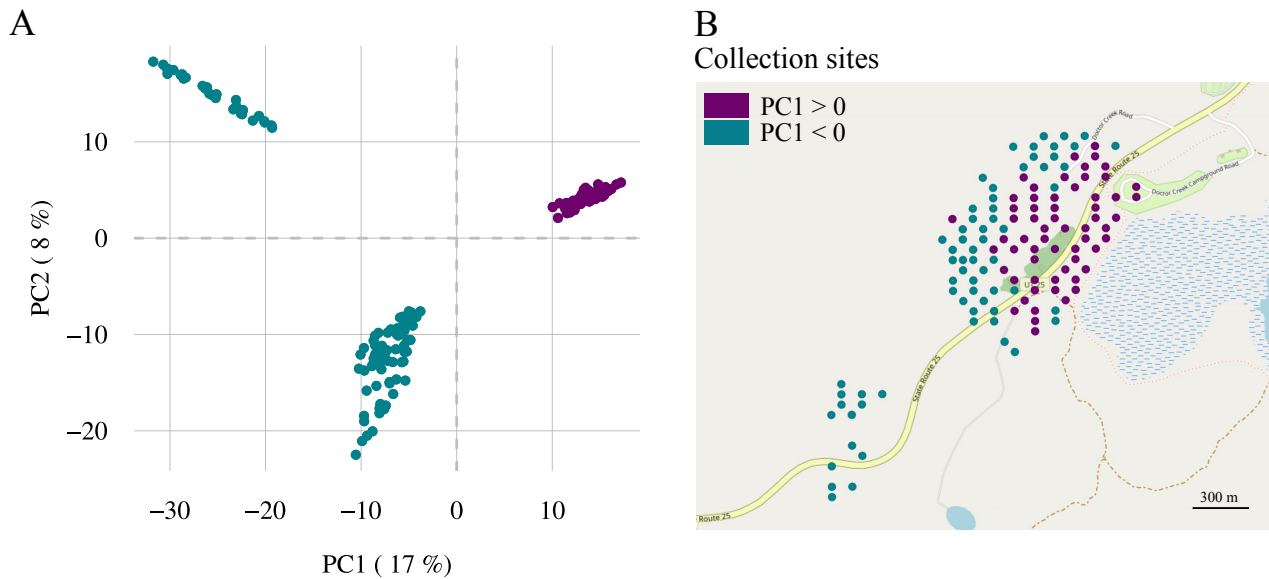 A
10
0
−10
−20
−30
−20
−10
0
10
PC2 ( 8 %)
PC1 ( 17 %)
B
Collection sites
PC1 > 0
PC1 < 0
Doctor Creek Road
State Route 25
Doctor Creek Campground Road
State Route 25
Route 25
300 m